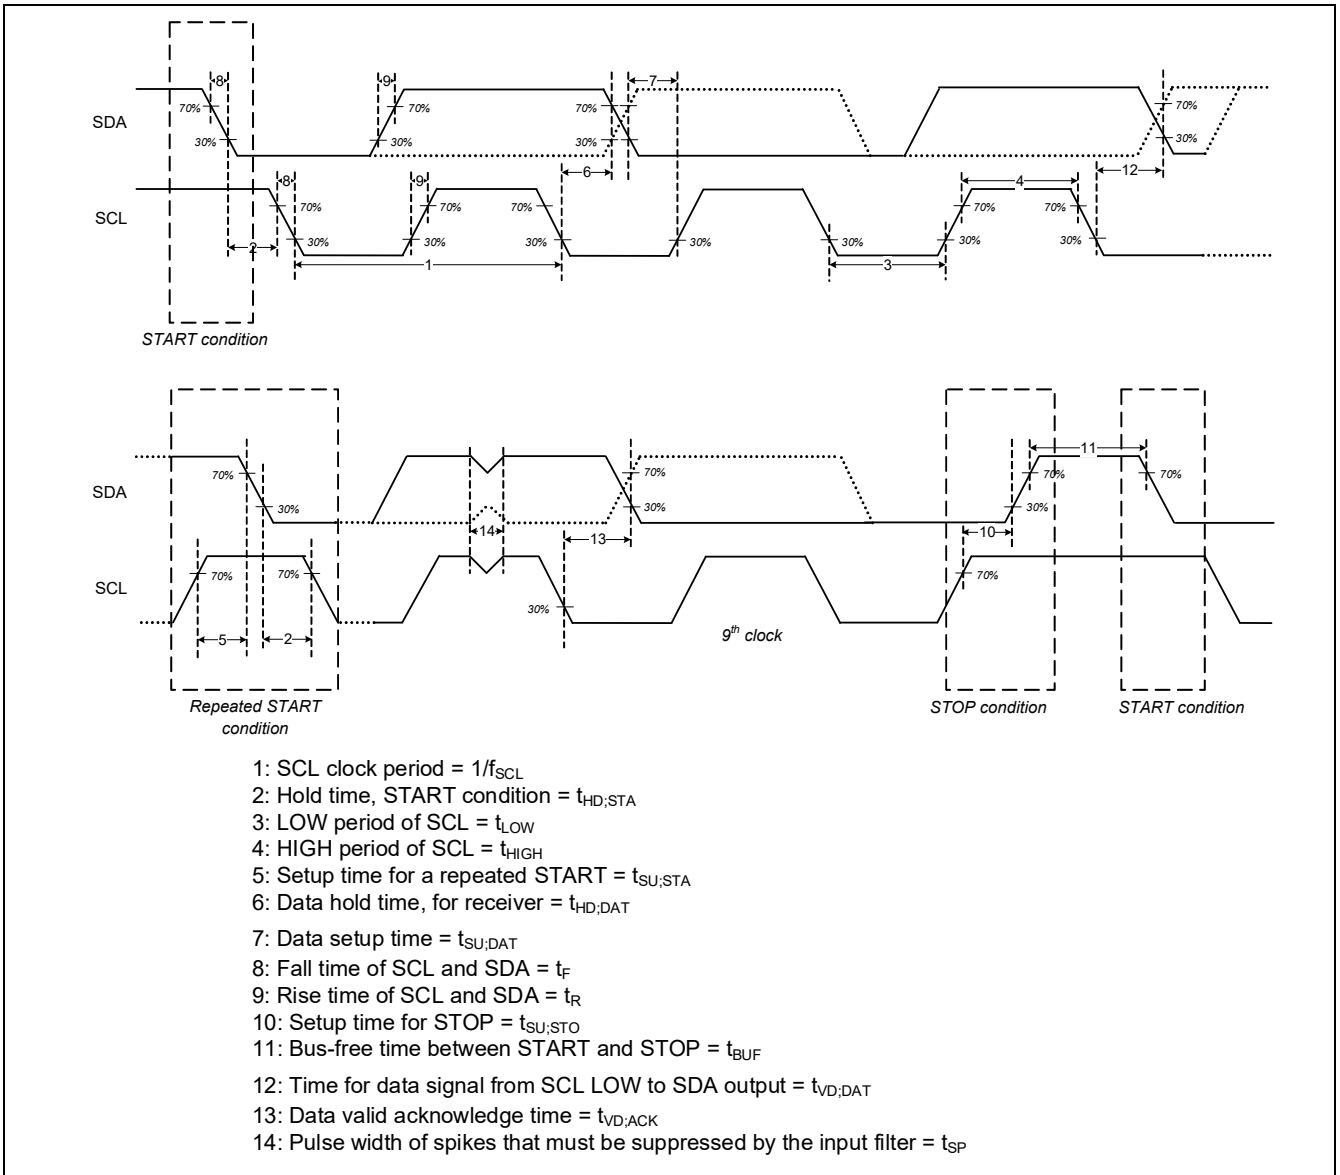 8 9 7
70% 70% 70% 70%
SDA
30% 30% 30% 30%
6 12
8 9 4
70% 70% 70% 70% 70%
SCL
30% 30% 30% 30% 30% 30% 30%
2 1 3
START condition
11
70% 70% 70% 70%
SDA
30% 30% 30%
14 13 10
70% 70% 70%
SCL
30%
5 2 9th clock
Repeated START condition
STOP condition
START condition
1: SCL clock period = 1/fSCL
2: Hold time, START condition = tHD;STA
3: LOW period of SCL = tLOW
4: HIGH period of SCL = tHIGH
5: Setup time for a repeated START = tSU;STA
6: Data hold time, for receiver = tHD;DAT
7: Data setup time = tSU;DAT
8: Fall time of SCL and SDA = tF
9: Rise time of SCL and SDA = tR
10: Setup time for STOP = tSU;STO
11: Bus-free time between START and STOP = tBUF
12: Time for data signal from SCL LOW to SDA output = tVD;DAT
13: Data valid acknowledge time = tVD;ACK
14: Pulse width of spikes that must be suppressed by the input filter = tSP